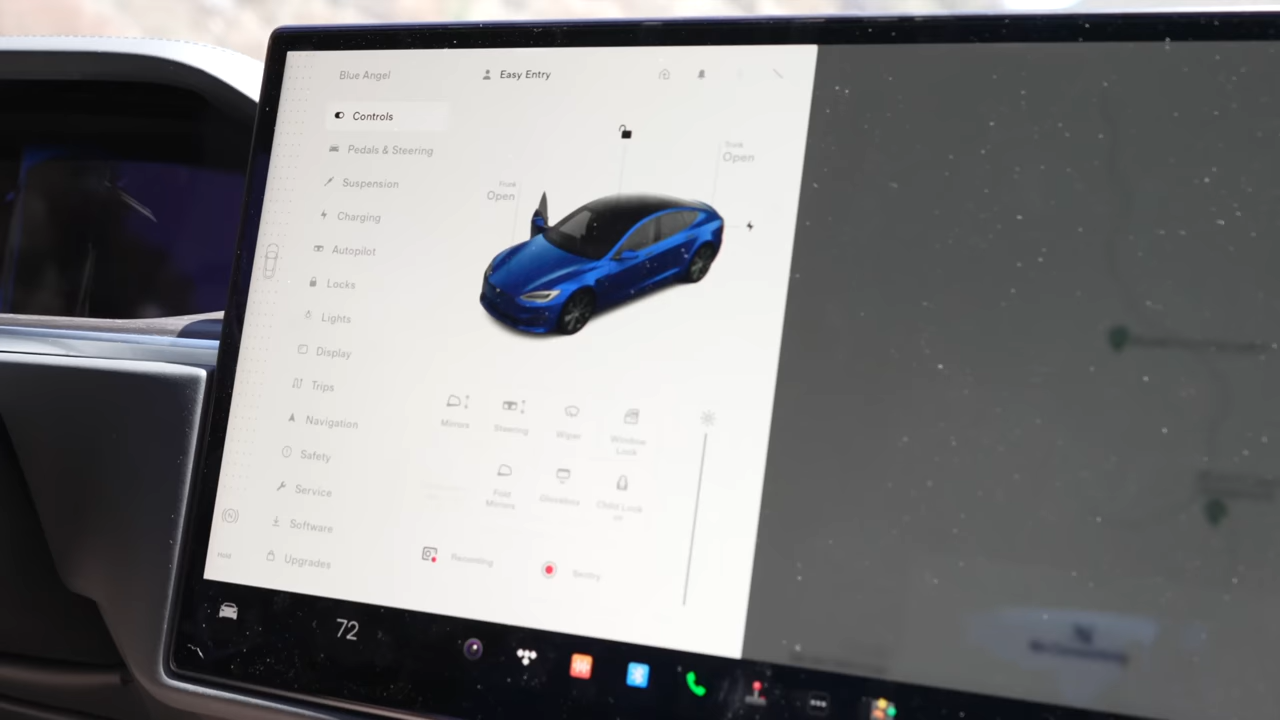 Blue Angel
Easy Entry
Controls
Pedals & Steering
Suspension
Charging
Autopilot
Locks
Lights
Display
Trips
Navigation
Safety
Service
Software
Upgrades
Frunk
Open
Trunk
Open
Mirrors
Steering
Wiper
Window
Lock
Fold
Mirrors
Glovebox
Child Lock
Recording
Sentry
Hold
72